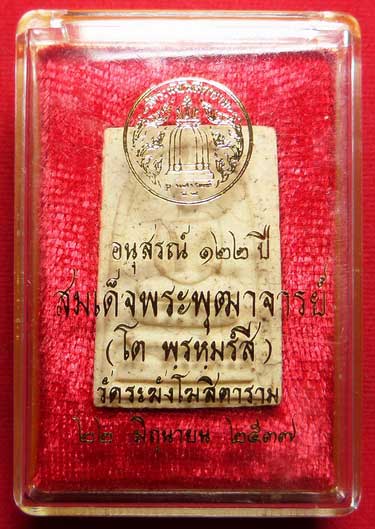 อนุสรณ์ ๑๒๒ ปี
สมเด็จพระพุฒาจารย์
(โต พรหมรํสี)
วัดระฆังโฆสิตาราม
๒๒ มิถุนายน ๒๕๓๗